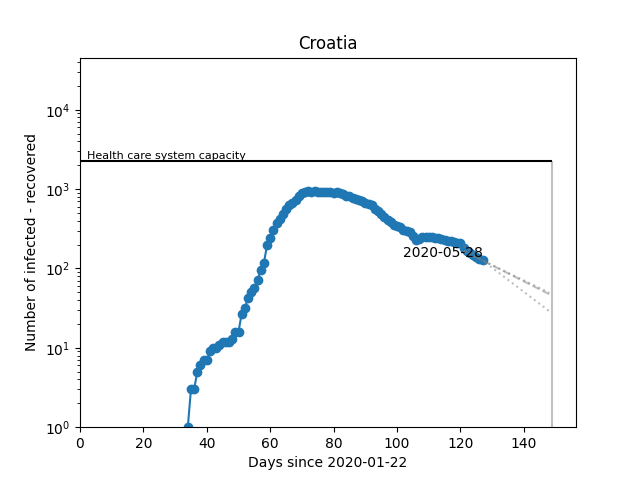 Croatia
Number of infected - recovered
10^4
10^3
10^2
10^1
10^0
Health care system capacity
2020-05-28
0 20 40 60 80 100 120 140
Days since 2020-01-22